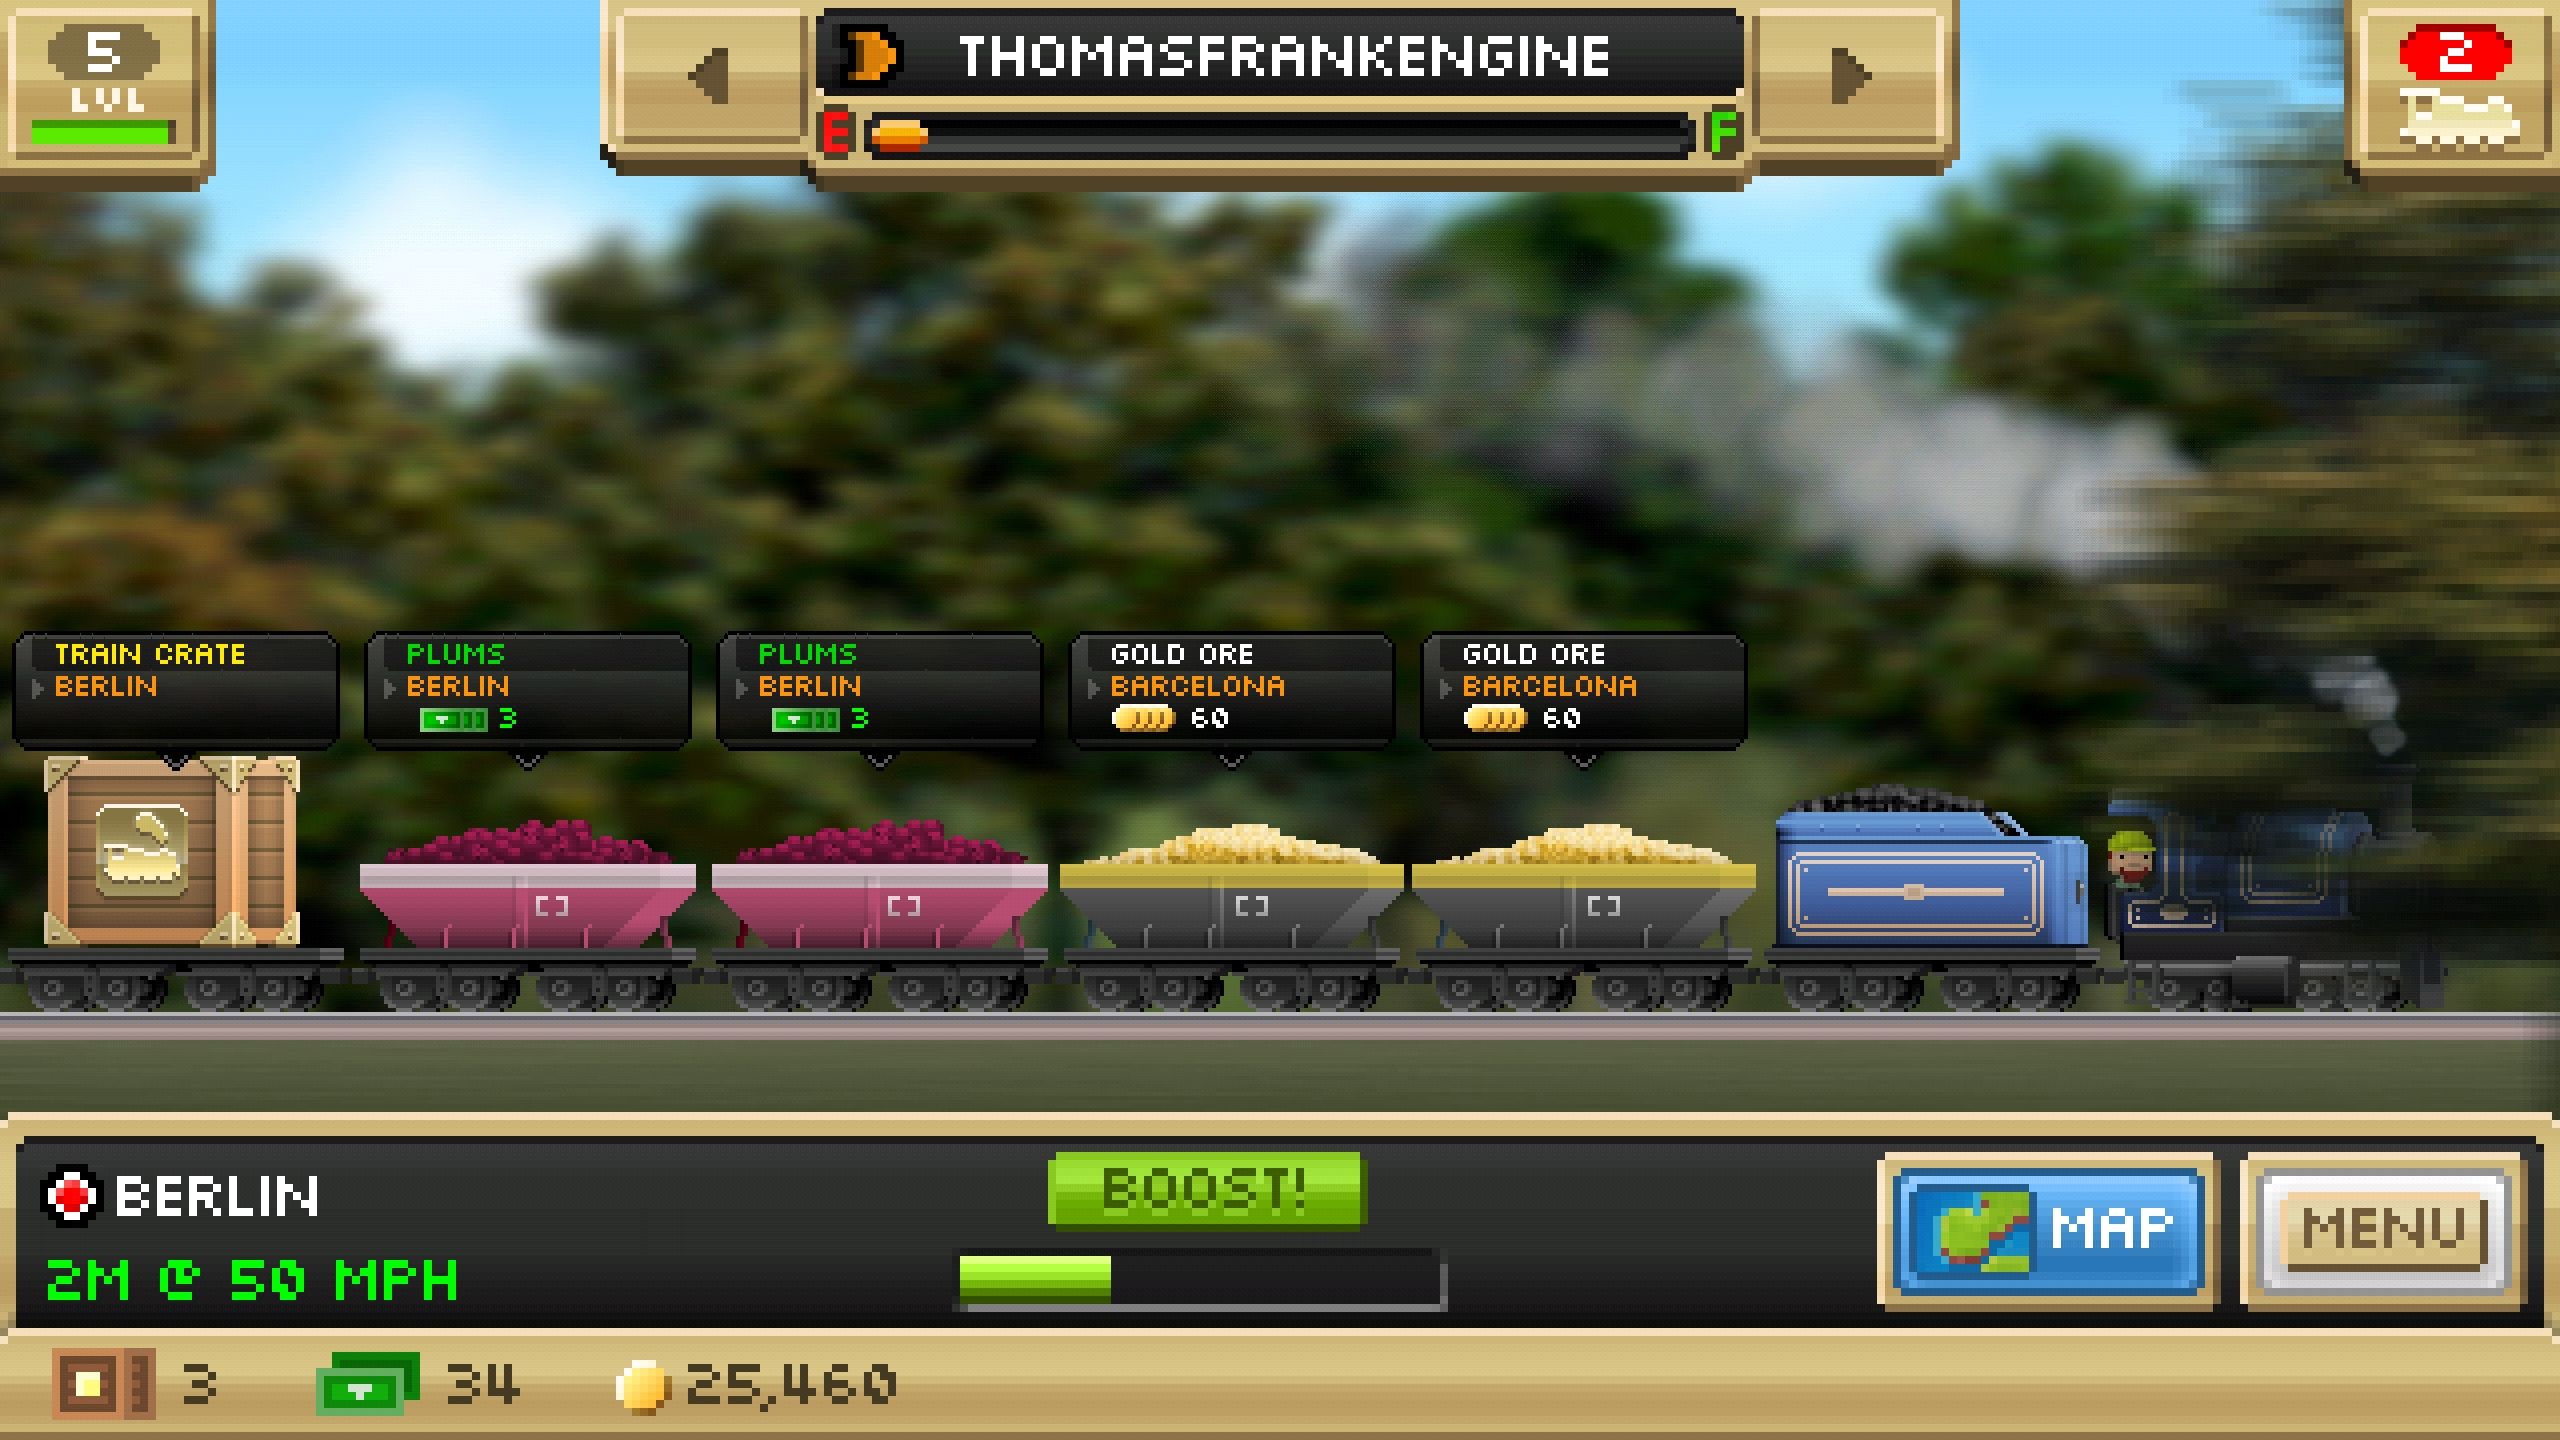 5
LVL
THOMASFRANKENGINE
E F
2
TRAIN CRATE
BERLIN
PLUMS
BERLIN
3
PLUMS
BERLIN
3
GOLD ORE
BARCELONA
60
GOLD ORE
BARCELONA
60
BERLIN
2M @ 50 MPH
BOOST!
MAP
MENU
3
34
25,460